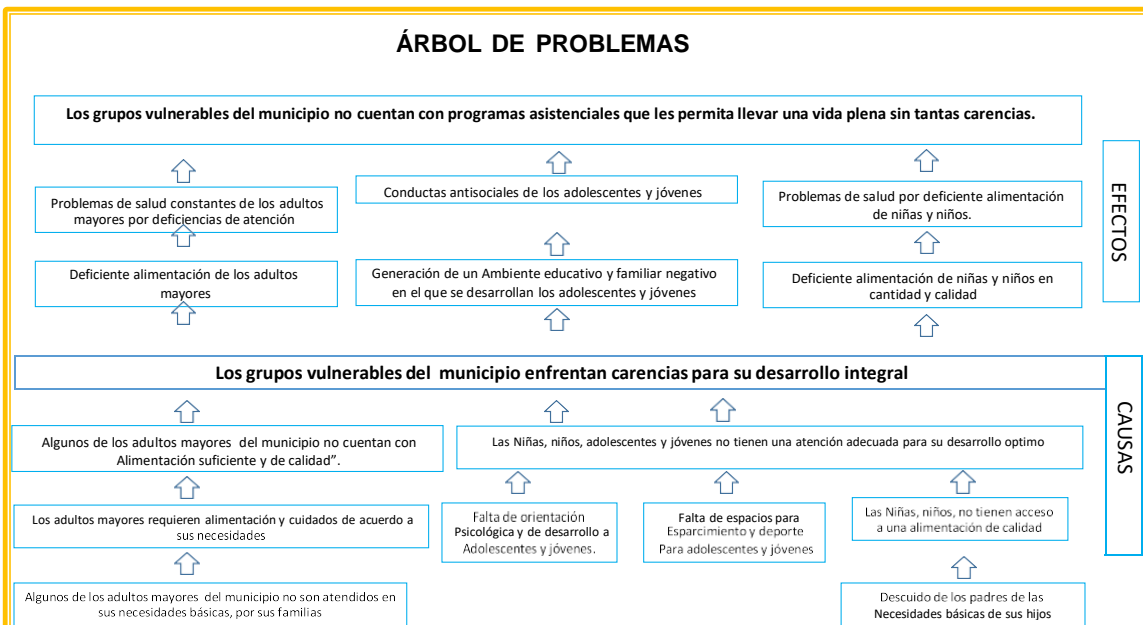 ÁRBOL DE PROBLEMAS
Los grupos vulnerables del municipio no cuentan con programas asistenciales que les permita llevar una vida plena sin tantas carencias.
Problemas de salud constantes de los adultos
mayores por deficiencias de atención
Conductas antisociales de los adolescentes y jóvenes
Problemas de salud por deficiente alimentación
de niñas y niños.
EFECTOS
Deficiente alimentación de los adultos
mayores
Generación de un Ambiente educativo y familiar negativo
en el que se desarrollan los adolescentes y jóvenes
Deficiente alimentación de niñas y niños en
cantidad y calidad
Los grupos vulnerables del municipio enfrentan carencias para su desarrollo integral
CAUSAS
Algunos de los adultos mayores del municipio no cuentan con
Alimentación suficiente y de calidad”.
Las Niñas, niños, adolescentes y jóvenes no tienen una atención adecuada para su desarrollo optimo
Los adultos mayores requieren alimentación y cuidados de acuerdo a
sus necesidades
Falta de orientación
Psicológica y de desarrollo a
Adolescentes y jóvenes.
Falta de espacios para
Esparcimiento y deporte
Para adolescentes y jóvenes
Las Niñas, niños, no tienen acceso
a una alimentación de calidad
Algunos de los adultos mayores del municipio no son atendidos en
sus necesidades básicas, por sus familias
Descuido de los padres de las
Necesidades básicas de sus hijos